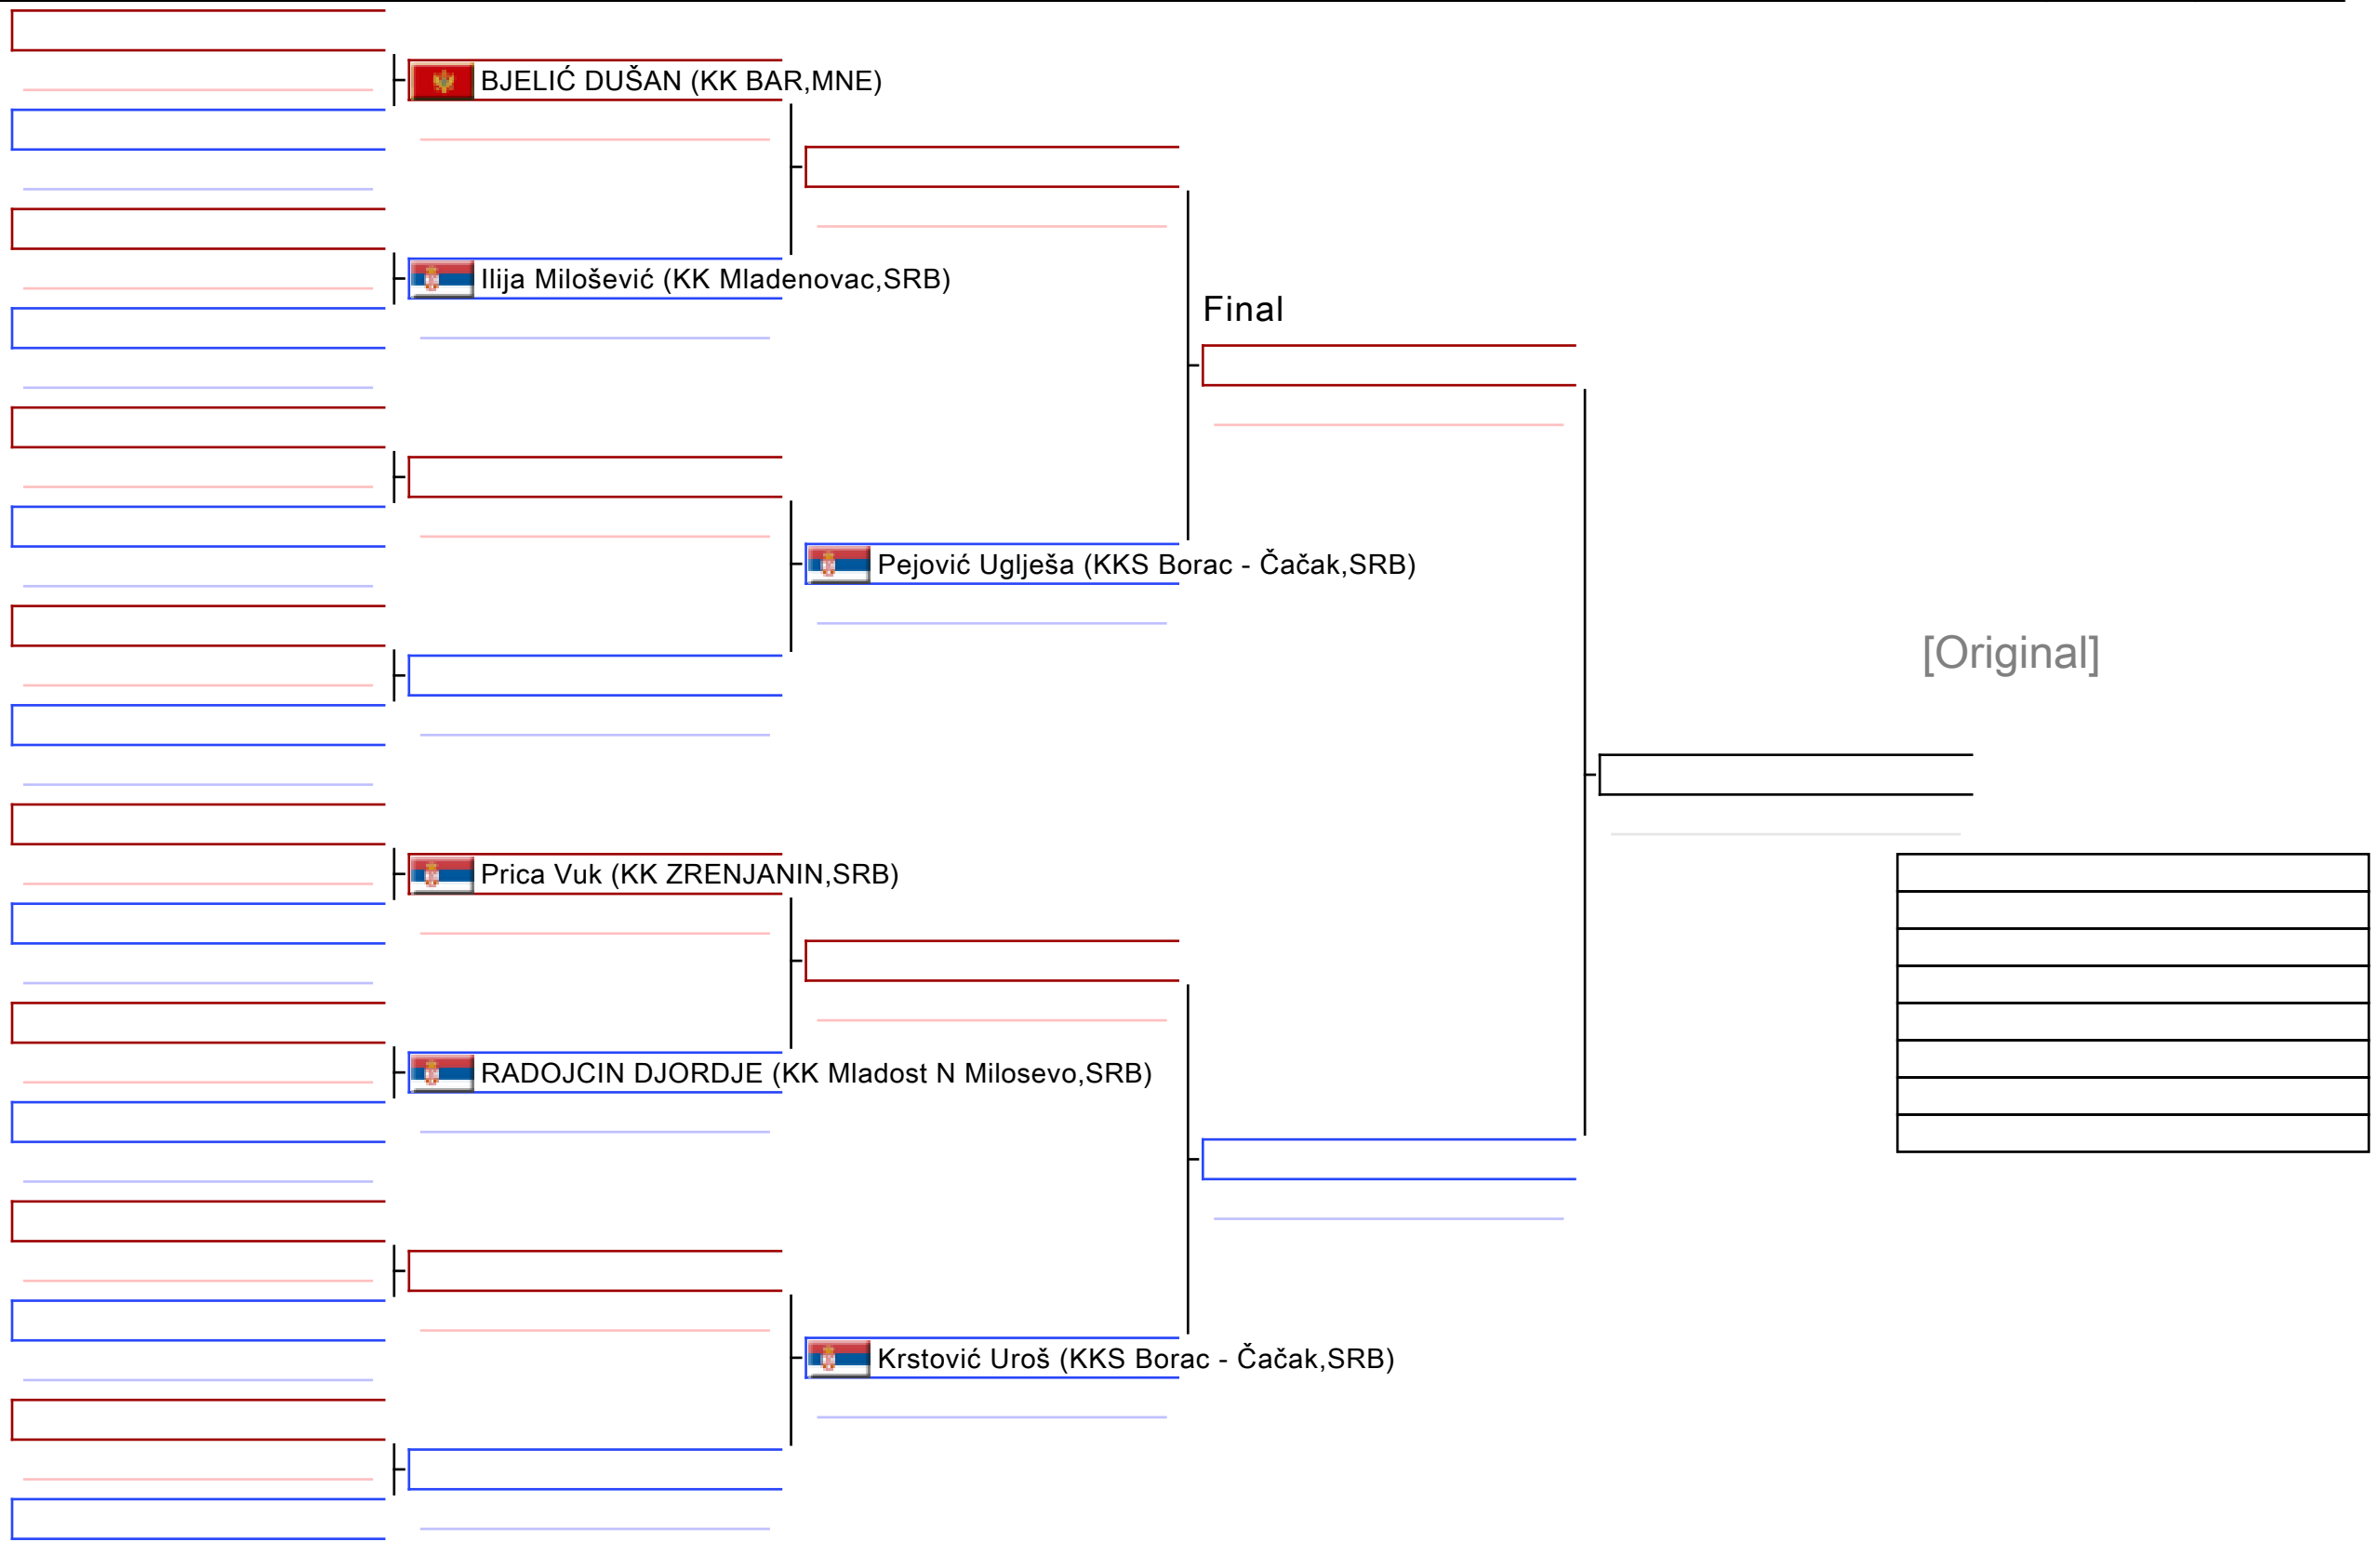 BJELIĆ DUŠAN (KK BAR,MNE)
Ilija Milošević (KK Mladenovac,SRB)
Final
Pejović Uglješa (KKS Borac - Čačak,SRB)
[Original]
Prica Vuk (KK ZRENJANIN,SRB)
RADOJCIN DJORDJE (KK Mladost N Milosevo,SRB)
Krstović Uroš (KKS Borac - Čačak,SRB)